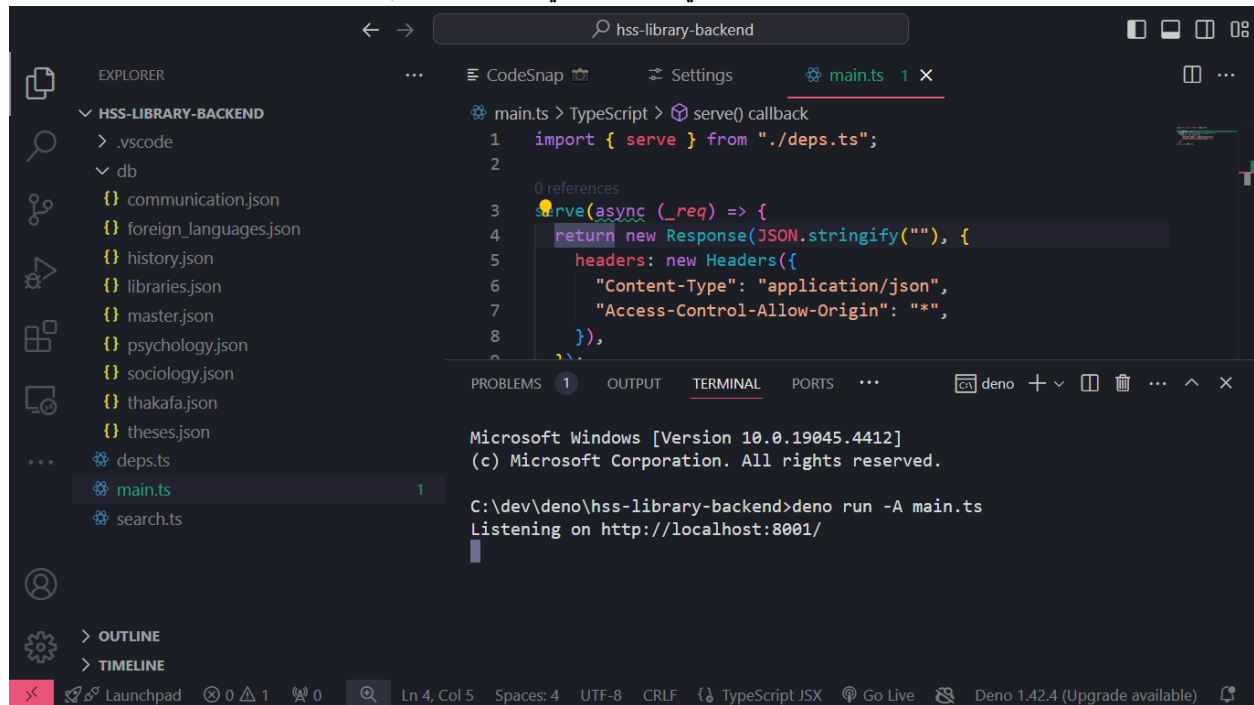 hss-library-backend
EXPLORER
CodeSnap
Settings
main.ts 1
HSS-LIBRARY-BACKEND
.vscode
db
communication.json
foreign_languages.json
history.json
libraries.json
master.json
psychology.json
sociology.json
thakafa.json
theses.json
deps.ts
main.ts 1
search.ts
OUTLINE
TIMELINE
main.ts > TypeScript > serve() callback
1 import { serve } from "./deps.ts";
2
0 references
3 serve(async (_req) => {
4 return new Response(JSON.stringify(""), {
5 headers: new Headers({
6 "Content-Type": "application/json",
7 "Access-Control-Allow-Origin": "*",
8 }),
PROBLEMS 1 OUTPUT TERMINAL PORTS ··· deno
Microsoft Windows [Version 10.0.19045.4412]
(c) Microsoft Corporation. All rights reserved.
C:\dev\deno\hss-library-backend>deno run -A main.ts
Listening on http://localhost:8001/
Launchpad 0 1 0 Ln 4, Col 5 Spaces: 4 UTF-8 CRLF TypeScript JSX Go Live Deno 1.42.4 (Upgrade available)